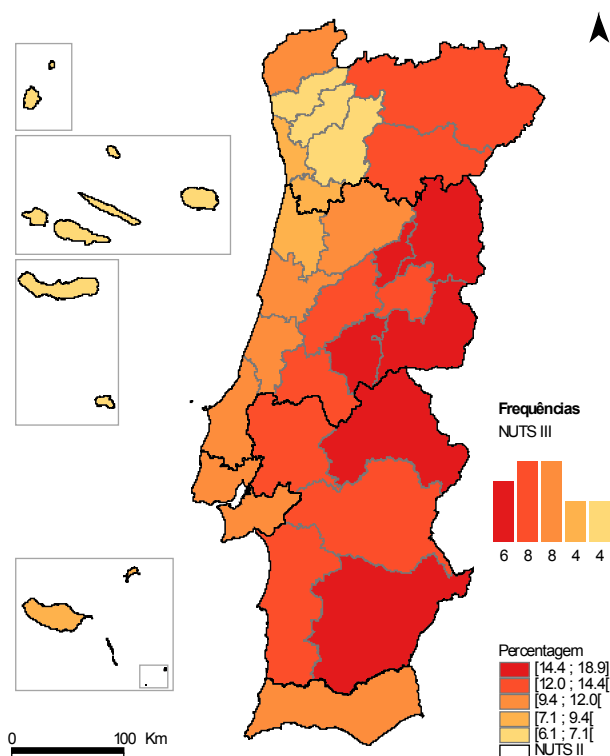 Frequências
NUTS III
6 8 8 4 4
Percentagem
[14.4 ; 18.9]
[12.0 ; 14.4[
[9.4 ; 12.0[
[7.1 ; 9.4[
[6.1 ; 7.1[
NUTS II
0 100 Km